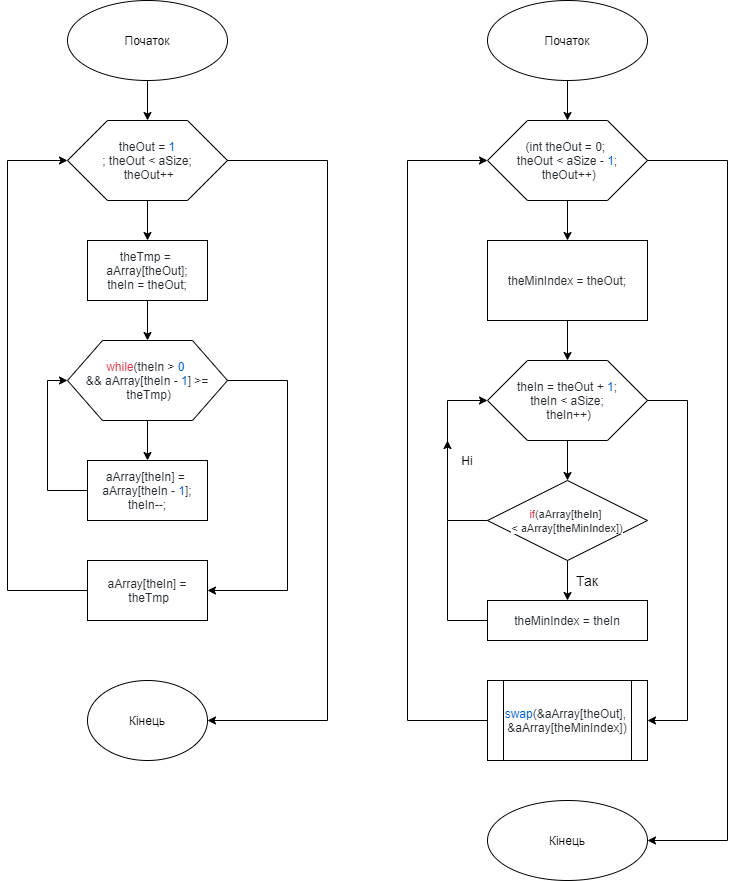 Початок
theOut = 1
; theOut < aSize;
theOut++
theTmp =
aArray[theOut];
theIn = theOut;
while(theIn > 0
&& aArray[theIn - 1] >=
theTmp)
aArray[theIn] =
aArray[theIn - 1];
theIn--;
aArray[theIn] =
theTmp
Кінець
Початок
(int theOut = 0;
theOut < aSize - 1;
theOut++)
theMinIndex = theOut;
theIn = theOut + 1;
theIn < aSize;
theIn++)
Ні
if(aArray[theIn]
< aArray[theMinIndex])
Так
theMinIndex = theIn
swap(&aArray[theOut],
&aArray[theMinIndex])
Кінець